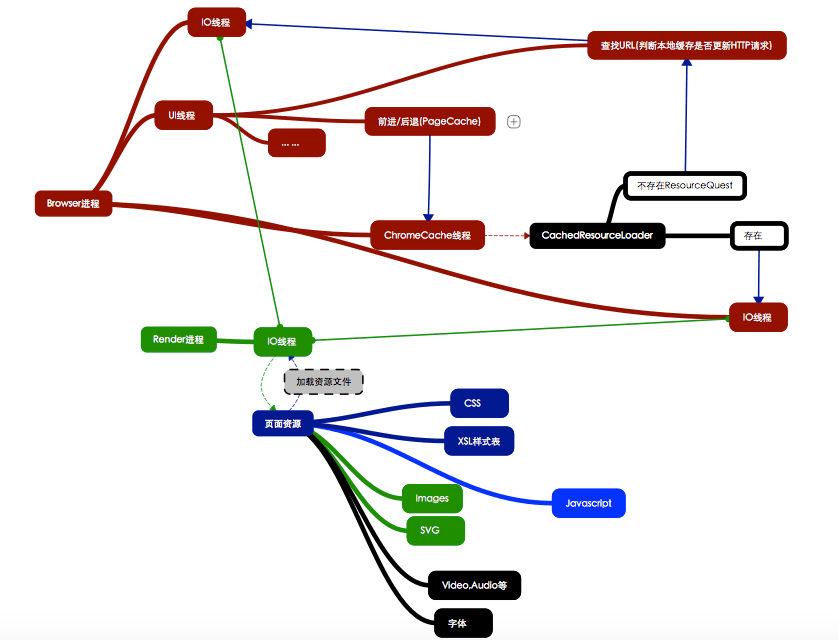 IO线程
查找URL(判断本地缓存是否更新HTTP请求)
UI线程
前进/后退(PageCache)
... ...
不存在ResourceQuest
Browser进程
ChromeCache线程
CachedResourceLoader
存在
IO线程
Render进程
IO线程
加载资源文件
CSS
页面资源
XSL样式表
Images
Javascript
SVG
Video,Audio等
字体